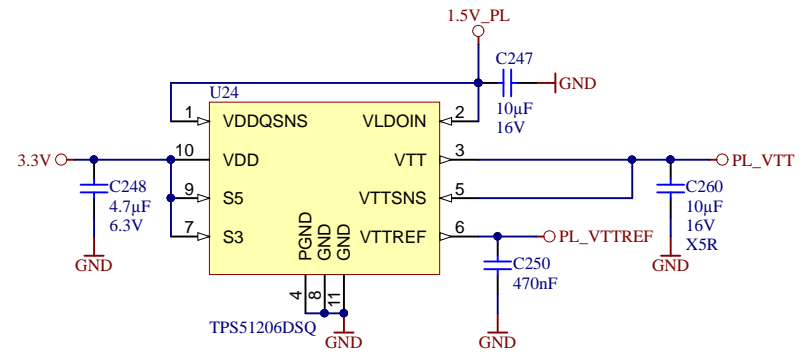 1.5V_PL
C247
GND
10µF
16V
U24
1
VDDQSNS
VLDOIN
2
3.3V
10
VDD
VTT
3
PL_VTT
C248
4.7µF
6.3V
9
S5
VTTSNS
5
C260
10µF
16V
X5R
7
S3
VTTREF
6
PL_VTTREF
PGND
GND
GND
C250
470nF
GND
GND
4
8
11
TPS51206DSQ
GND
GND